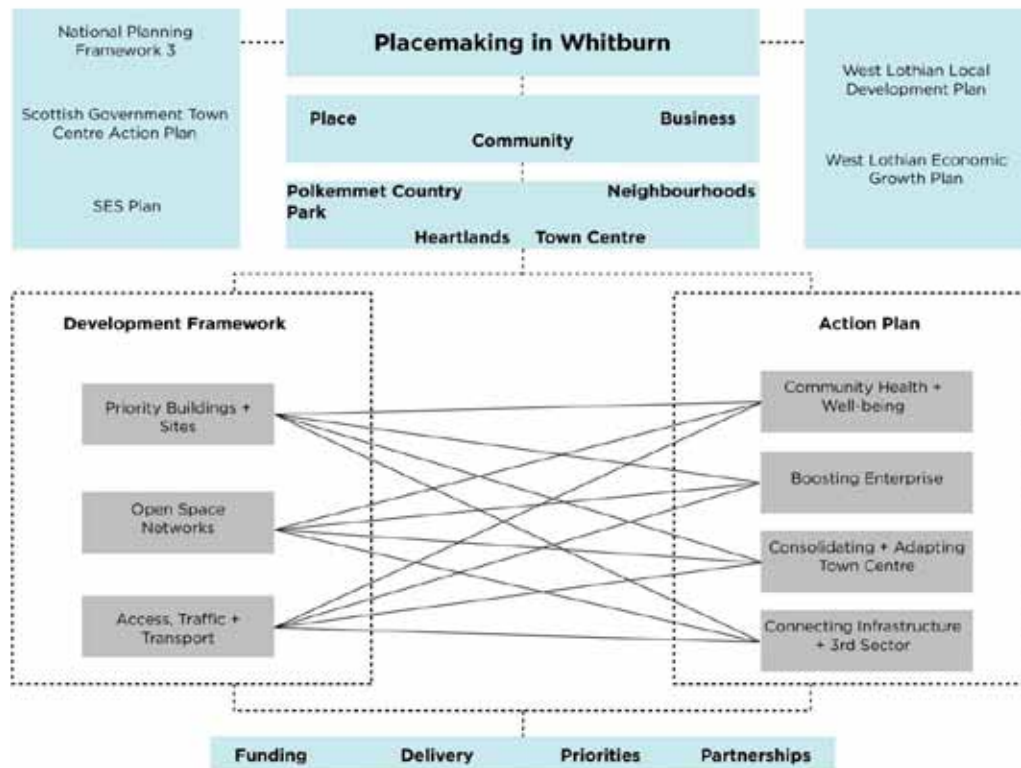 National Planning
Framework 3
Scottish Government Town
Centre Action Plan
SES Plan
Placemaking in Whitburn
Place
Business
Community
Polkemmet Country
Park
Neighbourhoods
Heartlands
Town Centre
West Lothian Local
Development Plan
West Lothian Economic
Growth Plan
Development Framework
Priority Buildings +
Sites
Open Space
Networks
Access, Traffic +
Transport
Action Plan
Community Health +
Well-being
Boosting Enterprise
Consolidating + Adapting
Town Centre
Connecting Infrastructure
+ 3rd Sector
Funding
Delivery
Priorities
Partnerships